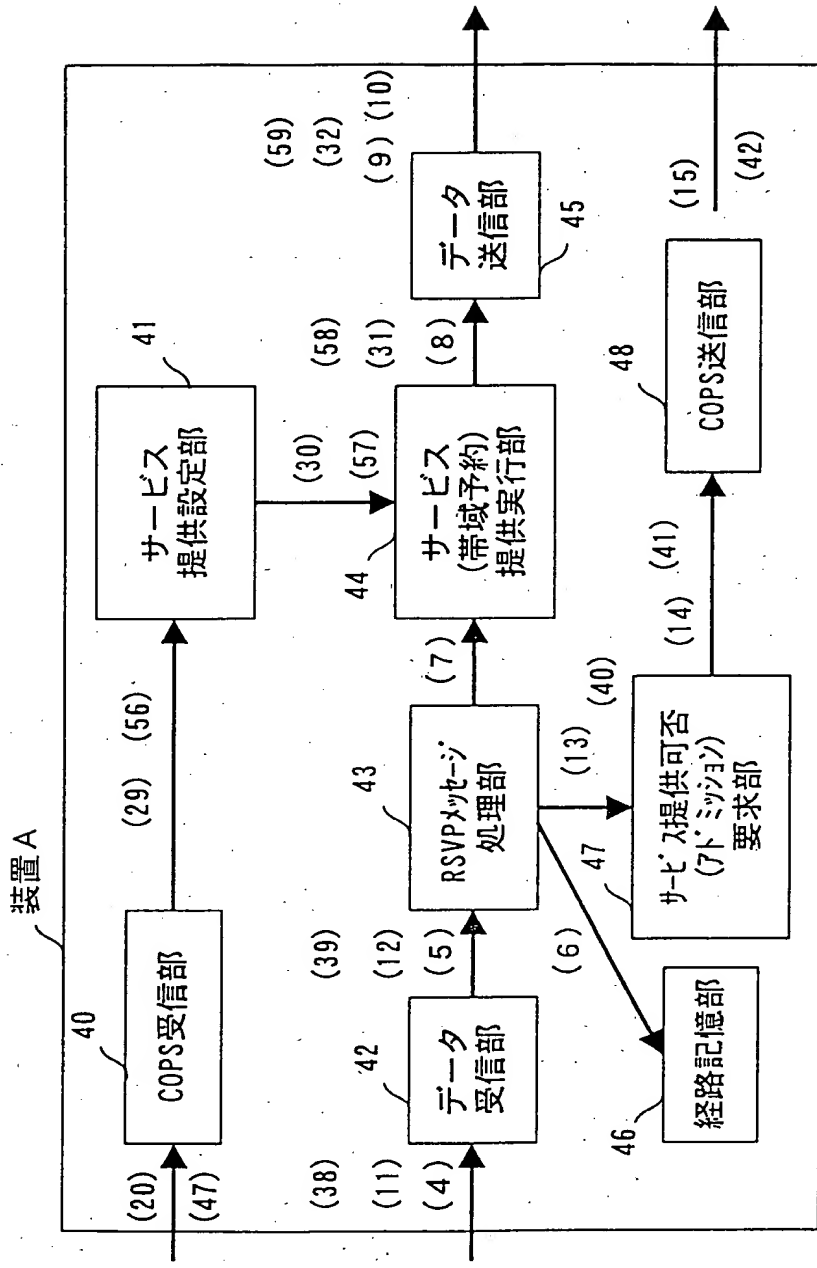 装置A
(20)
(47)
40
COPS受信部
(29)
(56)
41
サービス
提供設定部
(30)
(57)
(38)
(11)
(4)
42
データ
受信部
(39)
(12)
(5)
43
RSVPメッセージ
処理部
(7)
44
サービス
(帯域予約)
提供実行部
(58)
(31)
(8)
データ
送信部
45
(59)
(32)
(9)
(10)
46
経路記憶部
(6)
(13)
(40)
47
サービス提供可否
(アドミッション)
要求部
(14)
(41)
48
COPS送信部
(15)
(42)